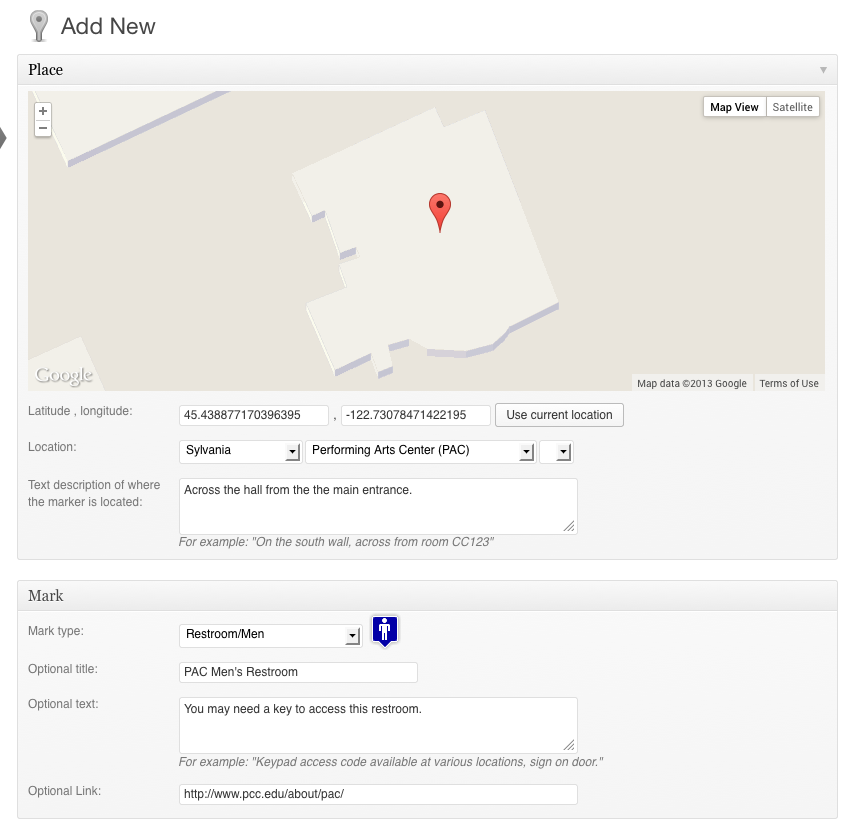 Add New
Place
+
−
Map View Satellite
Google
Map data ©2013 Google Terms of Use
Latitude , longitude: 45.438877170396395 , -122.73078471422195 Use current location
Location: Sylvania Performing Arts Center (PAC)
Text description of where
the marker is located:
Across the hall from the the main entrance.
For example: "On the south wall, across from room CC123"
Mark
Mark type: Restroom/Men
Optional title: PAC Men's Restroom
Optional text: You may need a key to access this restroom.
For example: "Keypad access code available at various locations, sign on door."
Optional Link: http://www.pcc.edu/about/pac/